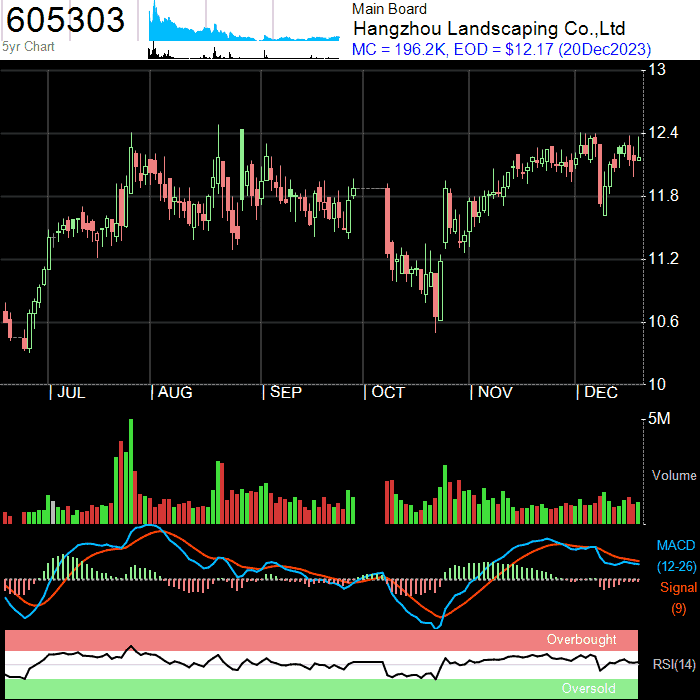 605303
5yr Chart
Main Board
Hangzhou Landscaping Co.,Ltd
MC = 196.2K, EOD = $12.17 (20Dec2023)
13
12.4
11.8
11.2
10.6
10
| JUL | AUG | SEP | OCT | NOV | DEC
5M
Volume
MACD
(12-26)
Signal
(9)
Overbought
RSI(14)
Oversold